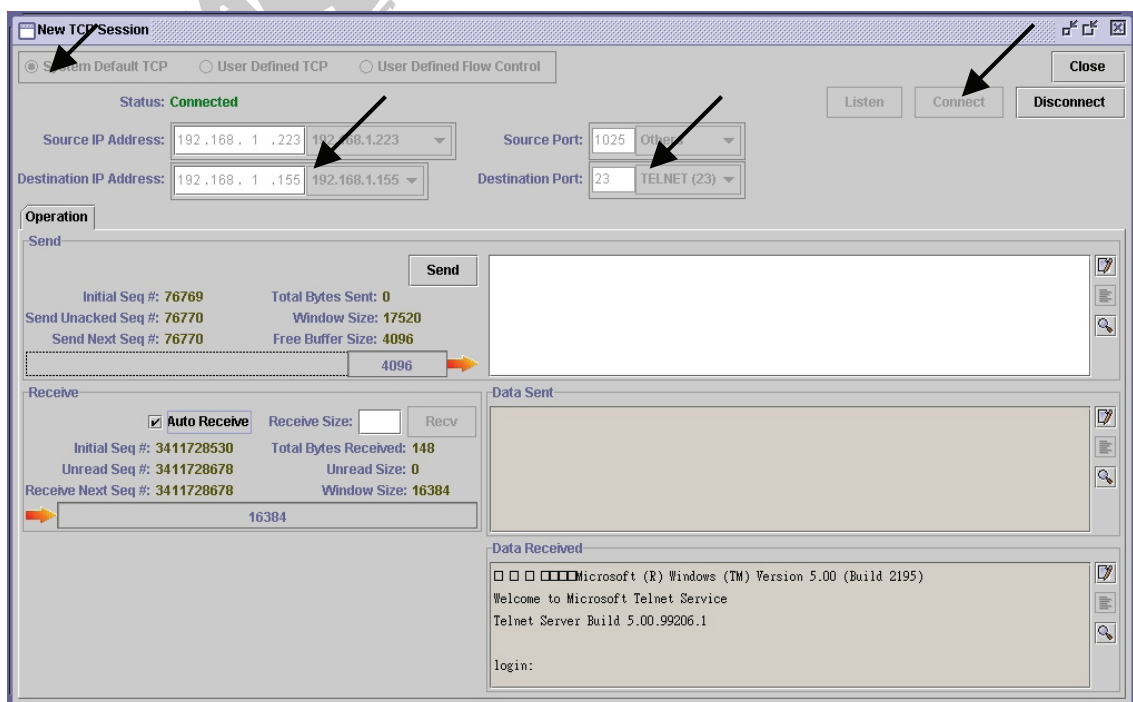 New TCP Session
System Default TCP User Defined TCP User Defined Flow Control Close
Status: Connected Listen Connect Disconnect
Source IP Address: 192.168. 1 .223 192.168.1.223 Source Port: 1025 Others
Destination IP Address: 192.168. 1 .155 192.168.1.155 Destination Port: 23 TELNET (23)
Operation
Send
Send
Initial Seq #: 76769 Total Bytes Sent: 0
Send Unacked Seq #: 76770 Window Size: 17520
Send Next Seq #: 76770 Free Buffer Size: 4096
4096
Receive
Auto Receive Receive Size: Recv
Initial Seq #: 3411728530 Total Bytes Received: 148
Unread Seq #: 3411728678 Unread Size: 0
Receive Next Seq #: 3411728678 Window Size: 16384
16384
Data Sent
Data Received
Microsoft (R) Windows (TM) Version 5.00 (Build 2195)
Welcome to Microsoft Telnet Service
Telnet Server Build 5.00.99206.1
login: